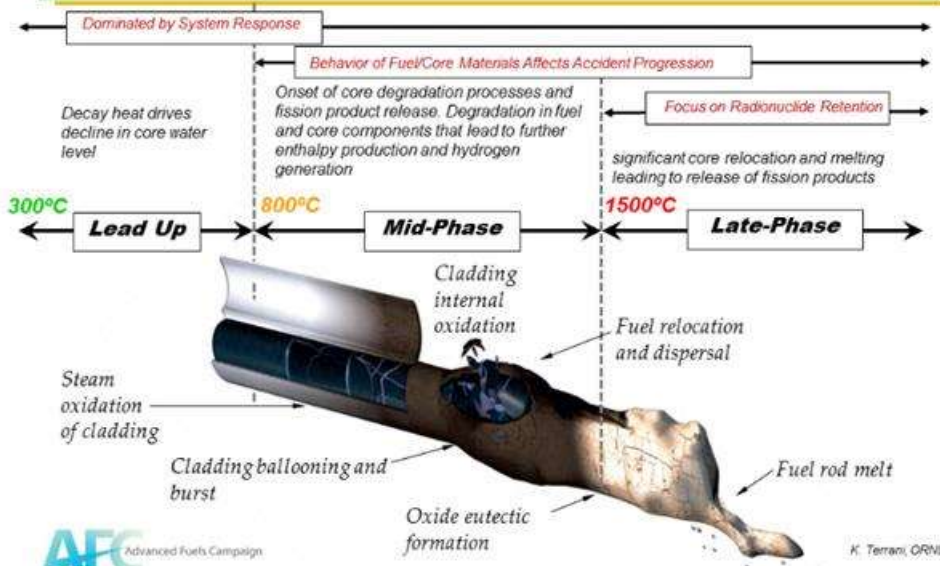 Dominated by System Response
Behavior of Fuel/Core Materials Affects Accident Progression
Decay heat drives
decline in core water
level
Onset of core degradation processes and
fission product release. Degradation in fuel
and core components that lead to further
enthalpy production and hydrogen
generation
Focus on Radionuclide Retention
significant core relocation and melting
leading to release of fission products
300ºC
800ºC
1500ºC
Lead Up
Mid-Phase
Late-Phase
Cladding
internal
oxidation
Fuel relocation
and dispersal
Steam
oxidation
of cladding
Cladding ballooning and
burst
Fuel rod melt
Oxide eutectic
formation
AFC
Advanced Fuels Campaign
K. Terrani,